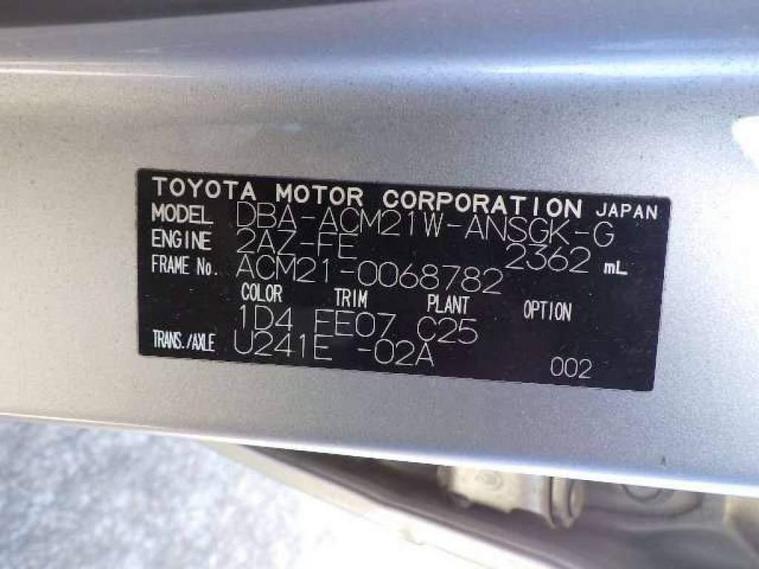 TOYOTA MOTOR CORPORATION JAPAN
MODEL DBA-ACM21W-ANSGK-G
ENGINE 2AZ-FE 2362 mL
FRAME No. ACM21-0068782
COLOR TRIM PLANT OPTION
1D4 FE07 C25
TRANS./AXLE U241E -02A 002